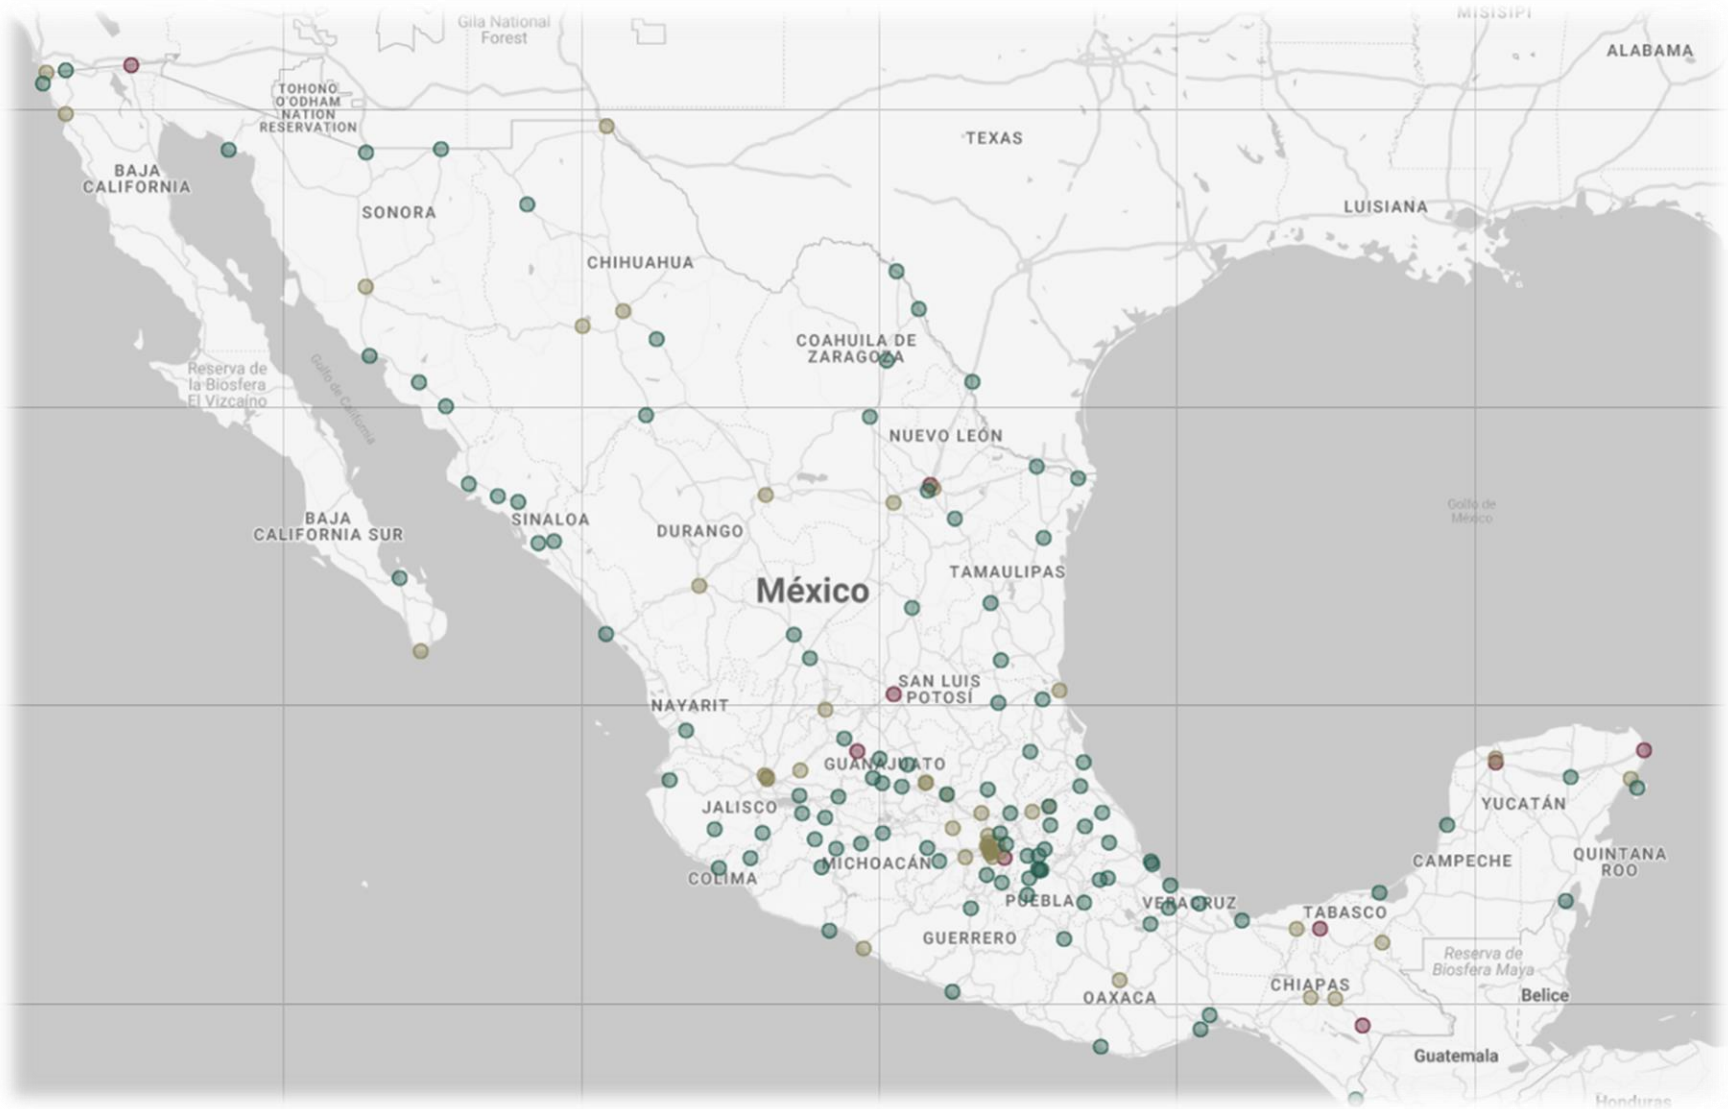 MISISIPI
Gila National
Forest
ALABAMA
TOHONO
O'ODHAM
NATION
RESERVATION
TEXAS
BAJA
CALIFORNIA
SONORA
LUISIANA
CHIHUAHUA
COAHUILA DE
ZARAGOZA
Reserva de
la Biosfera
El Vizcaíno
Golfo de California
NUEVO LEÓN
Golfo de
México
BAJA
CALIFORNIA SUR
SINALOA
DURANGO
TAMAULIPAS
México
SAN LUIS
POTOSÍ
NAYARIT
GUANAJUATO
JALISCO
YUCATÁN
MICHOACÁN
CAMPECHE
QUINTANA
ROO
COLIMA
PUEBLA
VERACRUZ
TABASCO
GUERRERO
Reserva de
Biosfera Maya
CHIAPAS
OAXACA
Belice
Guatemala
Honduras